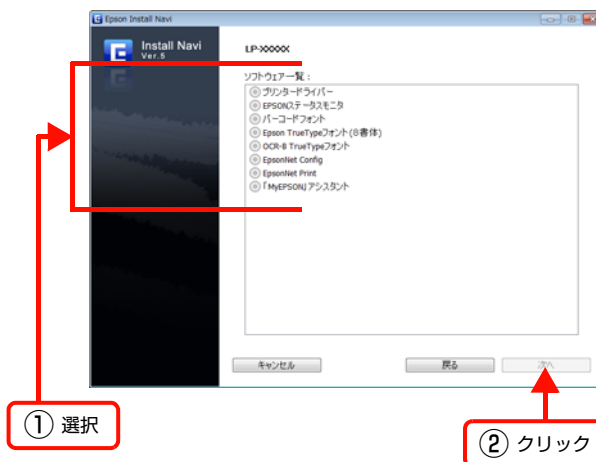 Epson Install Navi
Install Navi
Ver.5
LP-XXXXX
ソフトウェア一覧：
プリンタードライバー
EPSONステータスモニタ
バーコードフォント
Epson TrueTypeフォント(8書体)
OCR-B TrueTypeフォント
EpsonNet Config
EpsonNet Print
「MyEPSON」アシスタント
キャンセル
戻る
次へ
① 選択
② クリック